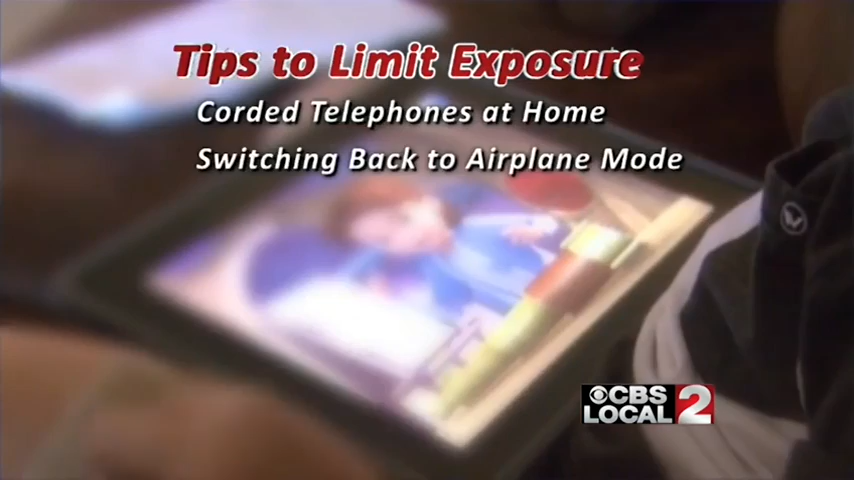 Tips to Limit Exposure
Corded Telephones at Home
Switching Back to Airplane Mode
CBS
LOCAL 2